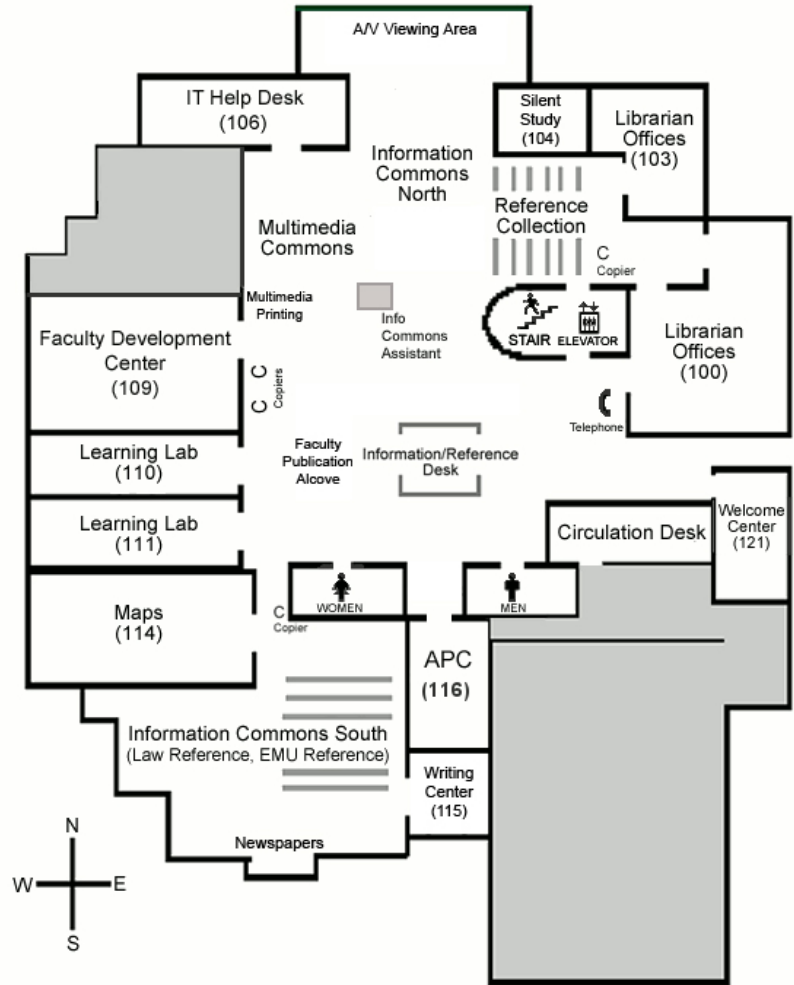 A/V Viewing Area
IT Help Desk
(106)
Silent
Study
(104)
Librarian
Offices
(103)
Information
Commons
North
Reference
Collection
Multimedia
Commons
C
Copier
Multimedia
Printing
Info
Commons
Assistant
STAIR
ELEVATOR
Librarian
Offices
(100)
Faculty Development
Center
(109)
C
C
Copiers
Telephone
Learning Lab
(110)
Faculty
Publication
Alcove
Information/Reference
Desk
Learning Lab
(111)
Circulation Desk
Welcome
Center
(121)
WOMEN
MEN
Maps
(114)
C
Copier
APC
(116)
Information Commons South
(Law Reference, EMU Reference)
Writing
Center
(115)
Newspapers
N
W
E
S